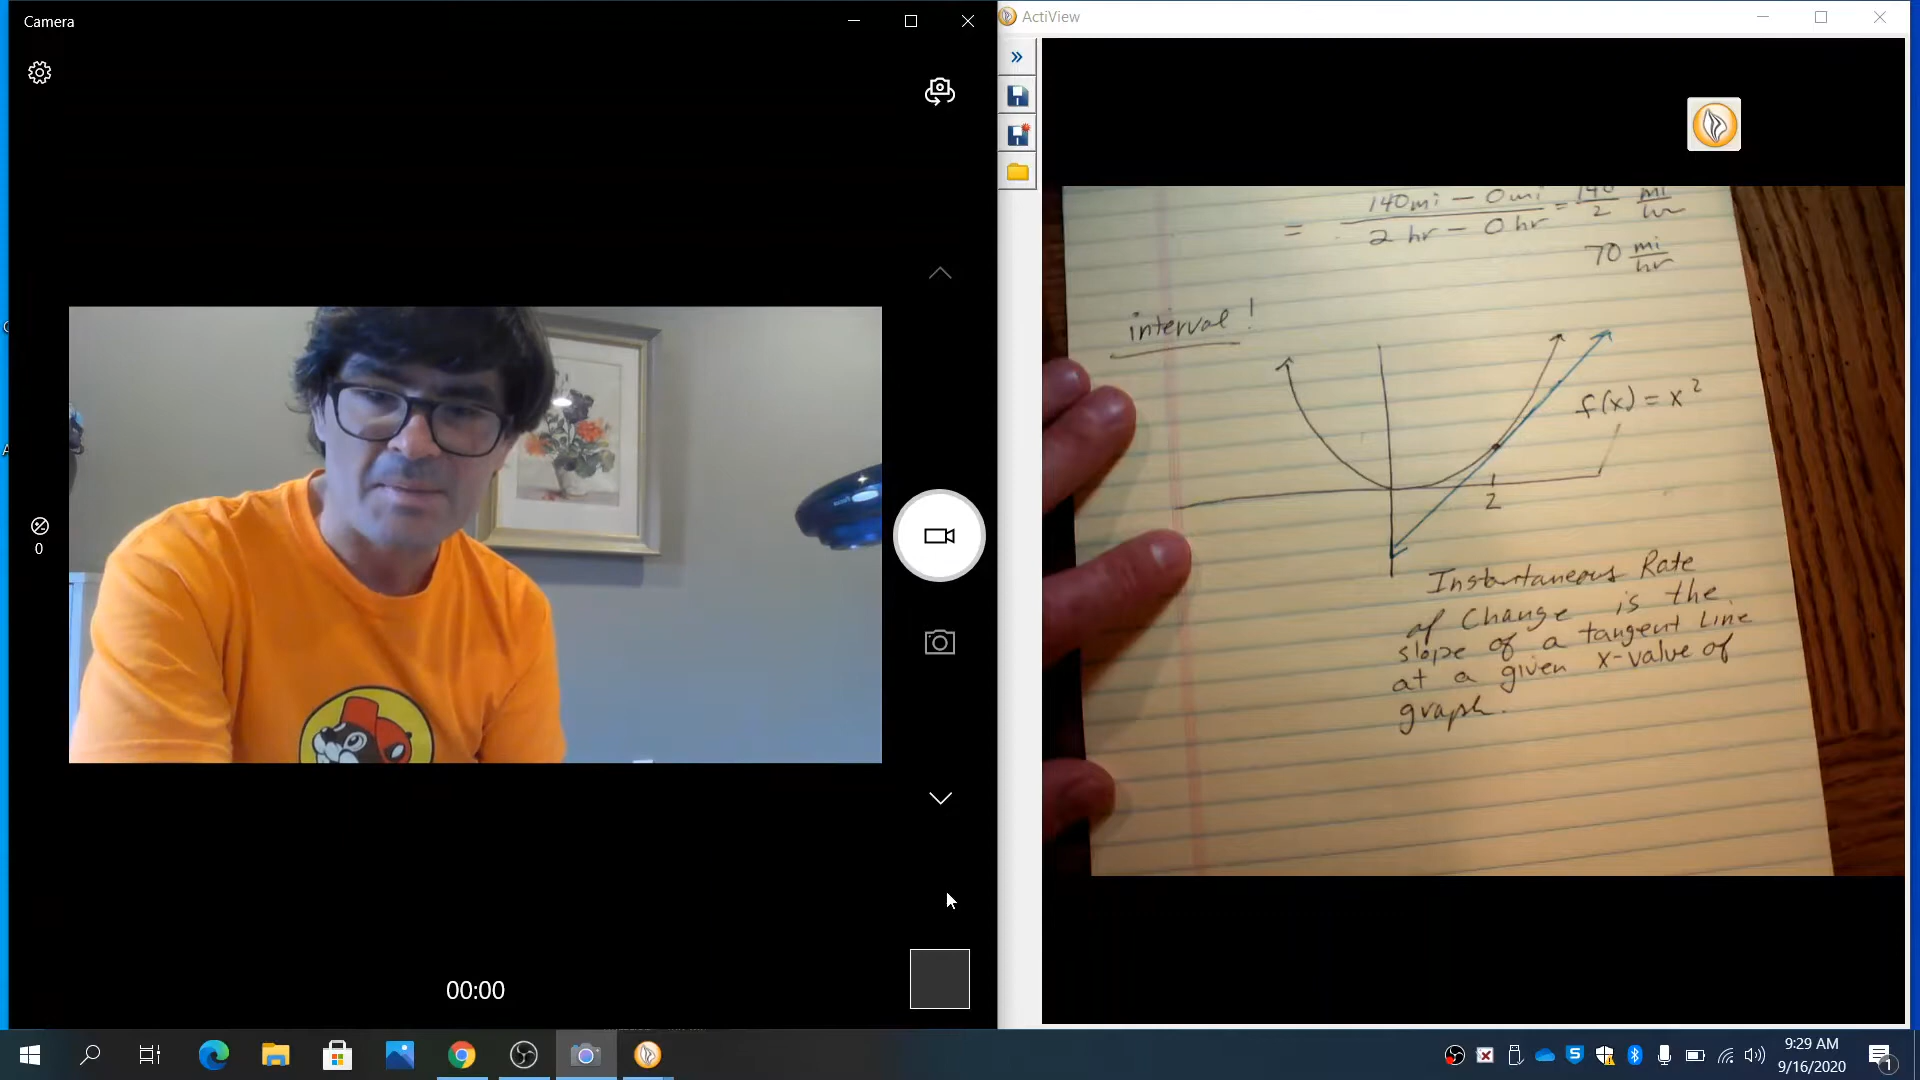 Camera
ActiView
140mi - 0mi = 140 mi
= 2 hr - 0 hr 2 hr
70 mi
hr
interval!
f(x) = x²
2
Instantaneous Rate
of Change is the
slope of a tangent line
at a given x-value of
graph.
0
00:00
9:29 AM
9/16/2020
1